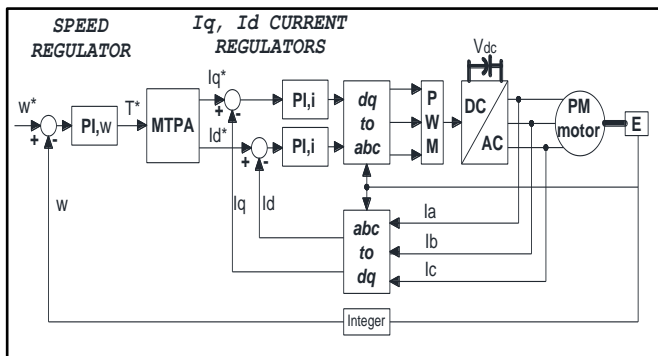 SPEED REGULATOR
Iq, Id CURRENT REGULATORS
Vdc
w*
+
-
PI,w
T*
MTPA
Iq*
+
-
PI,i
dq to abc
P W M
DC
AC
PM motor
E
Id*
+
-
PI,i
Iq
Id
abc to dq
Ia
Ib
Ic
w
Integer